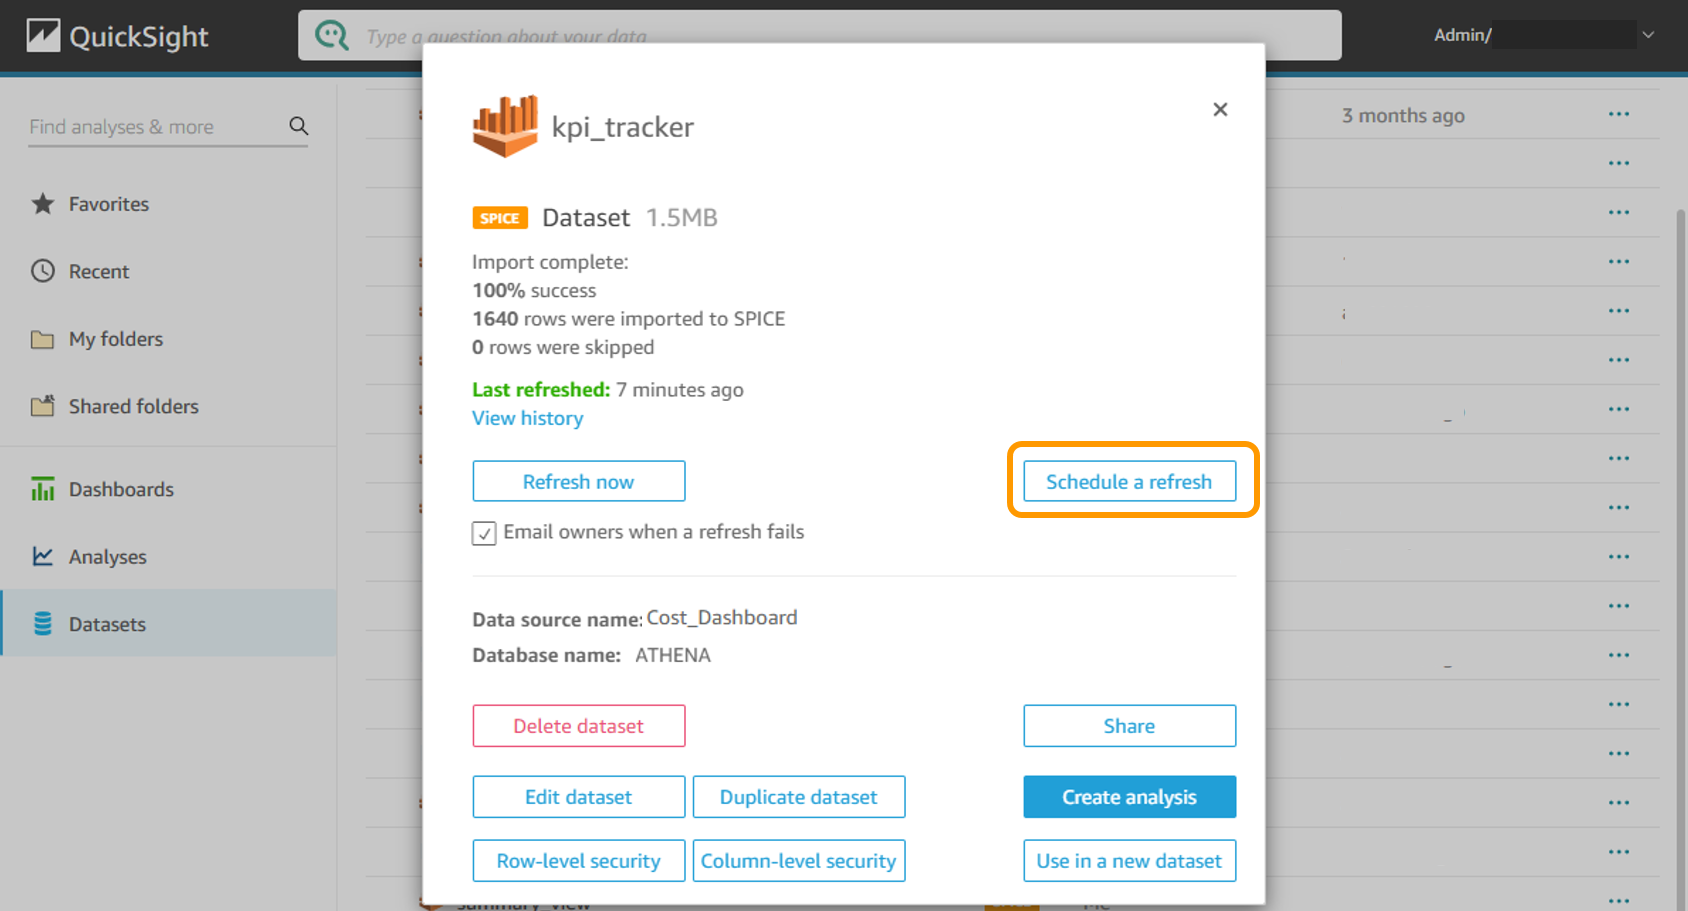 QuickSight
Type a question about your data
Admin/
Find analyses & more
Favorites
Recent
My folders
Shared folders
Dashboards
Analyses
Datasets
3 months ago
kpi_tracker
SPICE Dataset 1.5MB
Import complete:
100% success
1640 rows were imported to SPICE
0 rows were skipped
Last refreshed: 7 minutes ago
View history
Refresh now
Schedule a refresh
Email owners when a refresh fails
Data source name: Cost_Dashboard
Database name: ATHENA
Delete dataset
Share
Edit dataset
Duplicate dataset
Create analysis
Row-level security
Column-level security
Use in a new dataset
summary_view
SPICE
Me